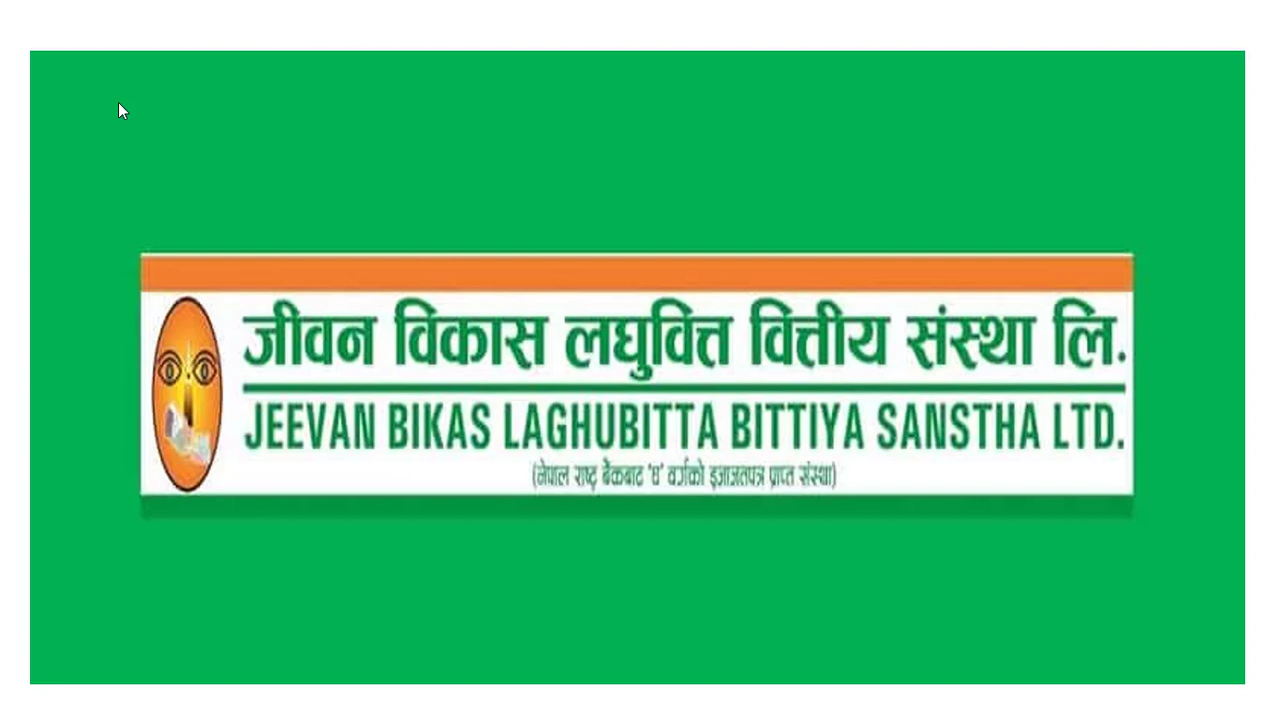 जीवन विकास लघुवित्त वित्तीय संस्था लि.
JEEVAN BIKAS LAGHUBITTA BITTIYA SANSTHA LTD.
(नेपाल राष्ट्र बैंकबाट 'घ' वर्गको इजाजतपत्र प्राप्त संस्था)